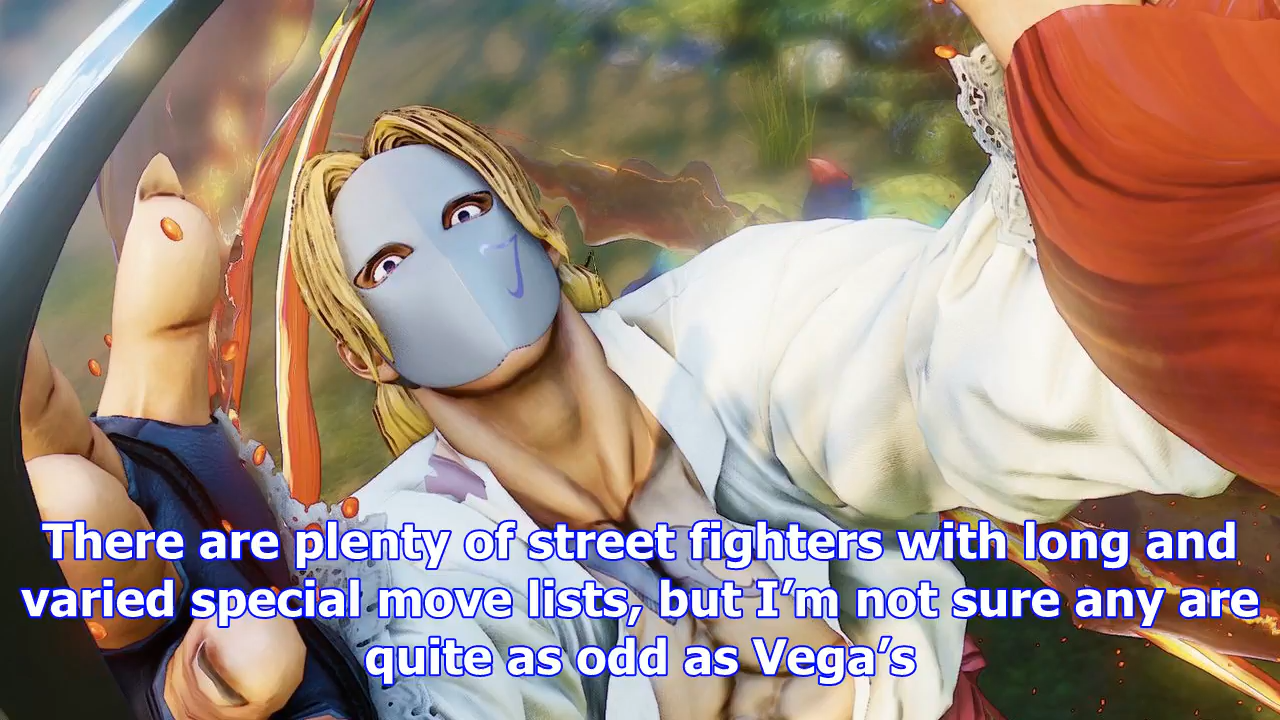 There are plenty of street fighters with long and
varied special move lists, but I’m not sure any are
quite as odd as Vega’s